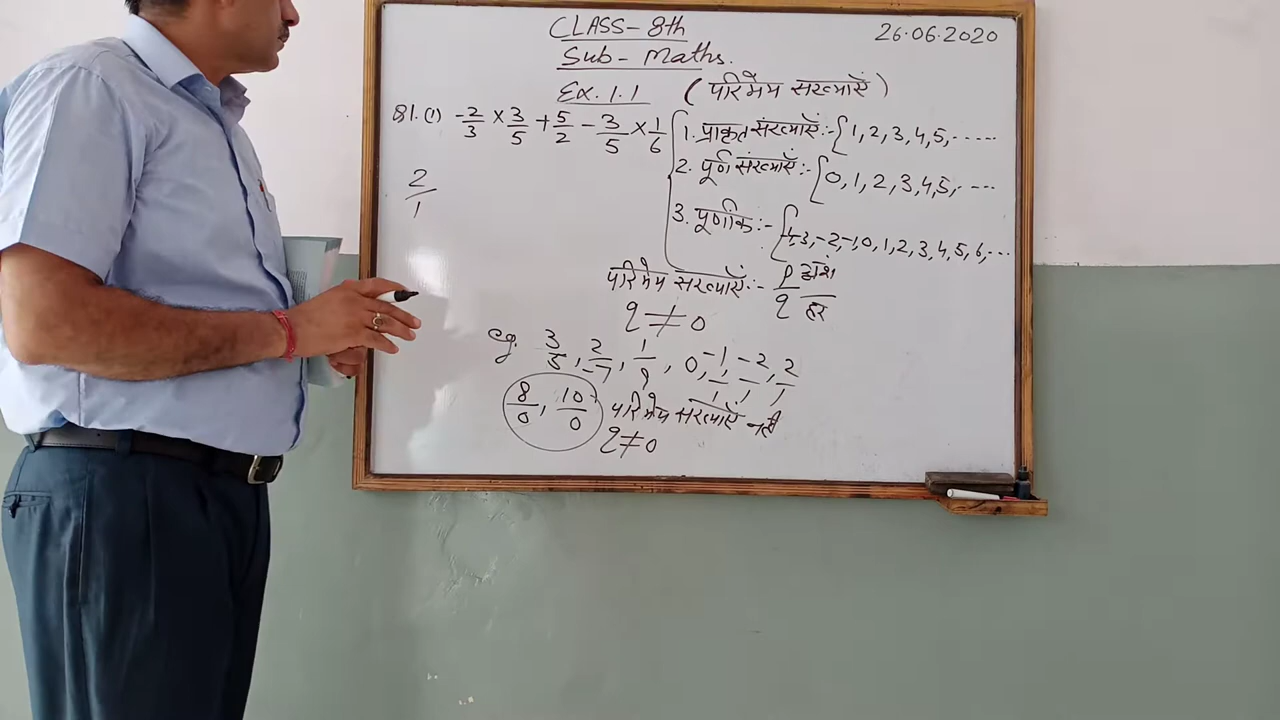 CLASS-8th
26.06.2020
Sub- Maths.
Ex. 1.1 (परिमेय संख्याएँ)
Q1. (i) -2/3 × 3/5 + 5/2 - 3/5 × 1/6
1. प्राकृत संख्याएँ:- { 1, 2, 3, 4, 5, .....
2. पूर्ण संख्याएँ:- { 0, 1, 2, 3, 4, 5, ....
2/1
3. पूर्णांक:- { -3, -2, -1, 0, 1, 2, 3, 4, 5, 6, ...
परिमेय संख्याएँ:- p/q अंश/हर
q ≠ 0
eg. 3/5, 2/-7, 1/9, 0, -1/1, -2/1, 2/1
8/0, 10/0 परिमेय संख्याएँ नहीं
q ≠ 0